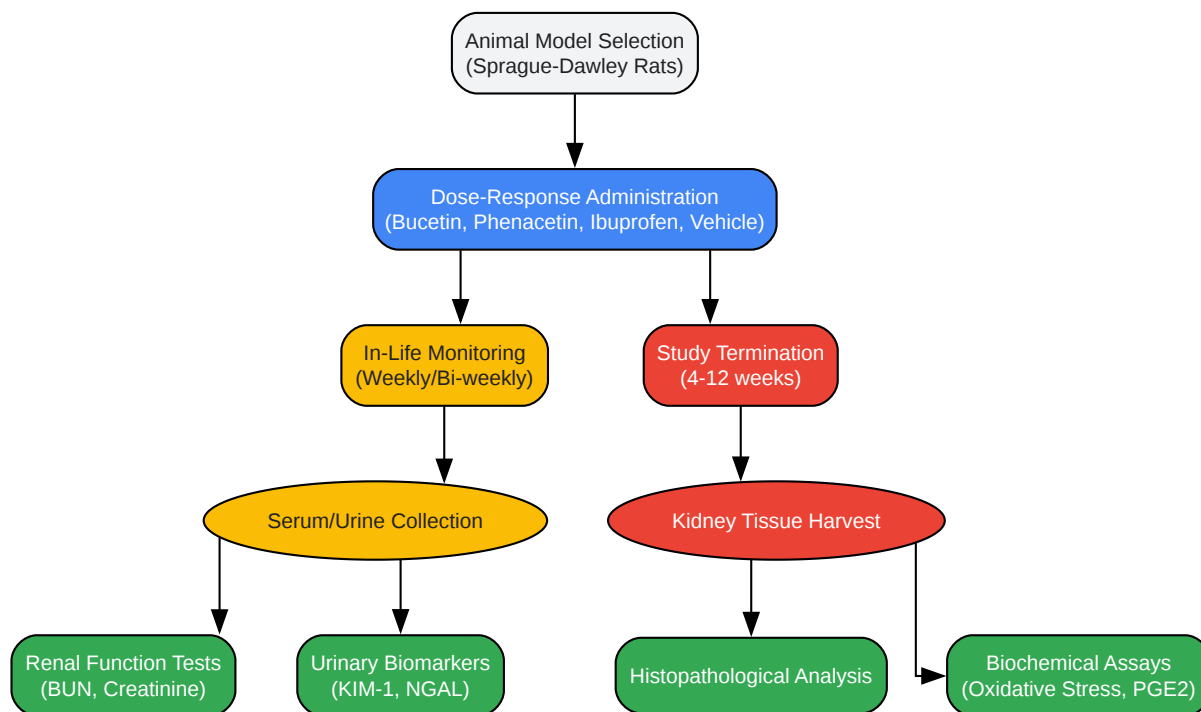 Animal Model Selection
(Sprague-Dawley Rats)
Dose-Response Administration
(Bucetin, Phenacetin, Ibuprofen, Vehicle)
In-Life Monitoring
(Weekly/Bi-weekly)
Study Termination
(4-12 weeks)
Serum/Urine Collection
Kidney Tissue Harvest
Renal Function Tests
(BUN, Creatinine)
Urinary Biomarkers
(KIM-1, NGAL)
Histopathological Analysis
Biochemical Assays
(Oxidative Stress, PGE2)